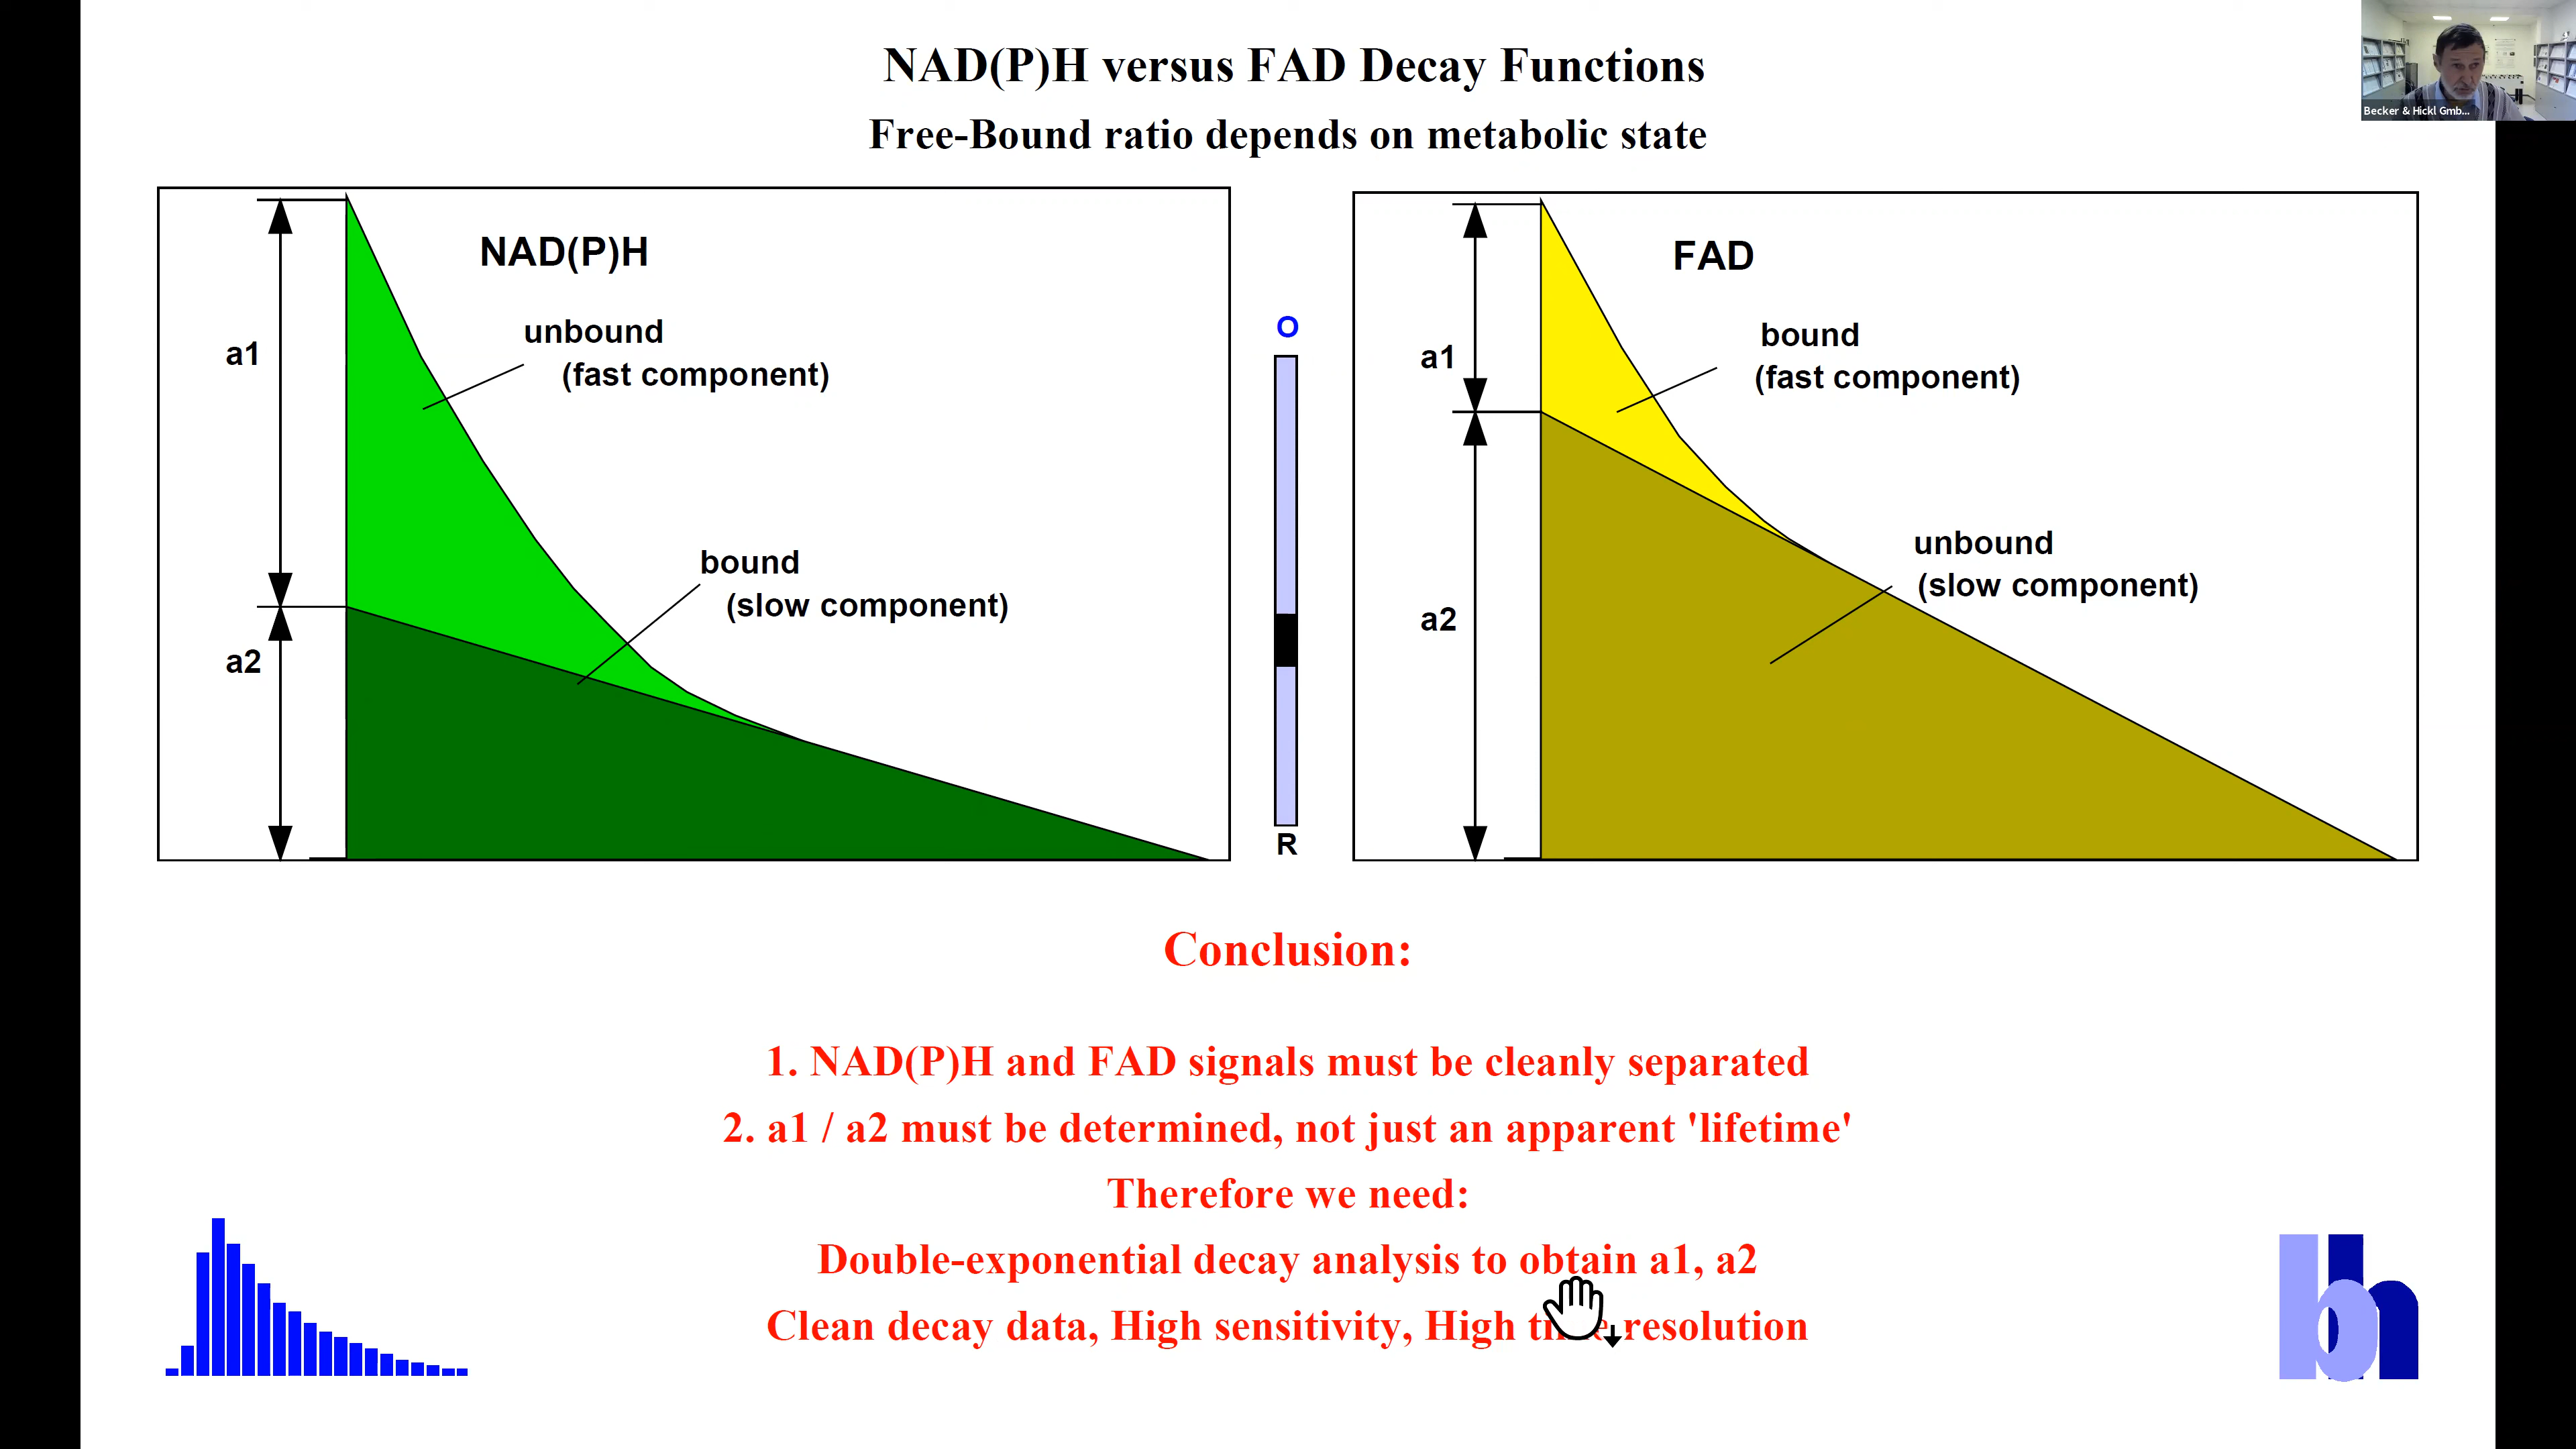 NAD(P)H versus FAD Decay Functions
Free-Bound ratio depends on metabolic state
Becker & Hickl Gmb...
NAD(P)H
unbound
(fast component)
a1
bound
(slow component)
a2
O
R
FAD
bound
(fast component)
a1
unbound
(slow component)
a2
Conclusion:
1. NAD(P)H and FAD signals must be cleanly separated
2. a1 / a2 must be determined, not just an apparent 'lifetime'
Therefore we need:
Double-exponential decay analysis to obtain a1, a2
Clean decay data, High sensitivity, High time resolution
bh